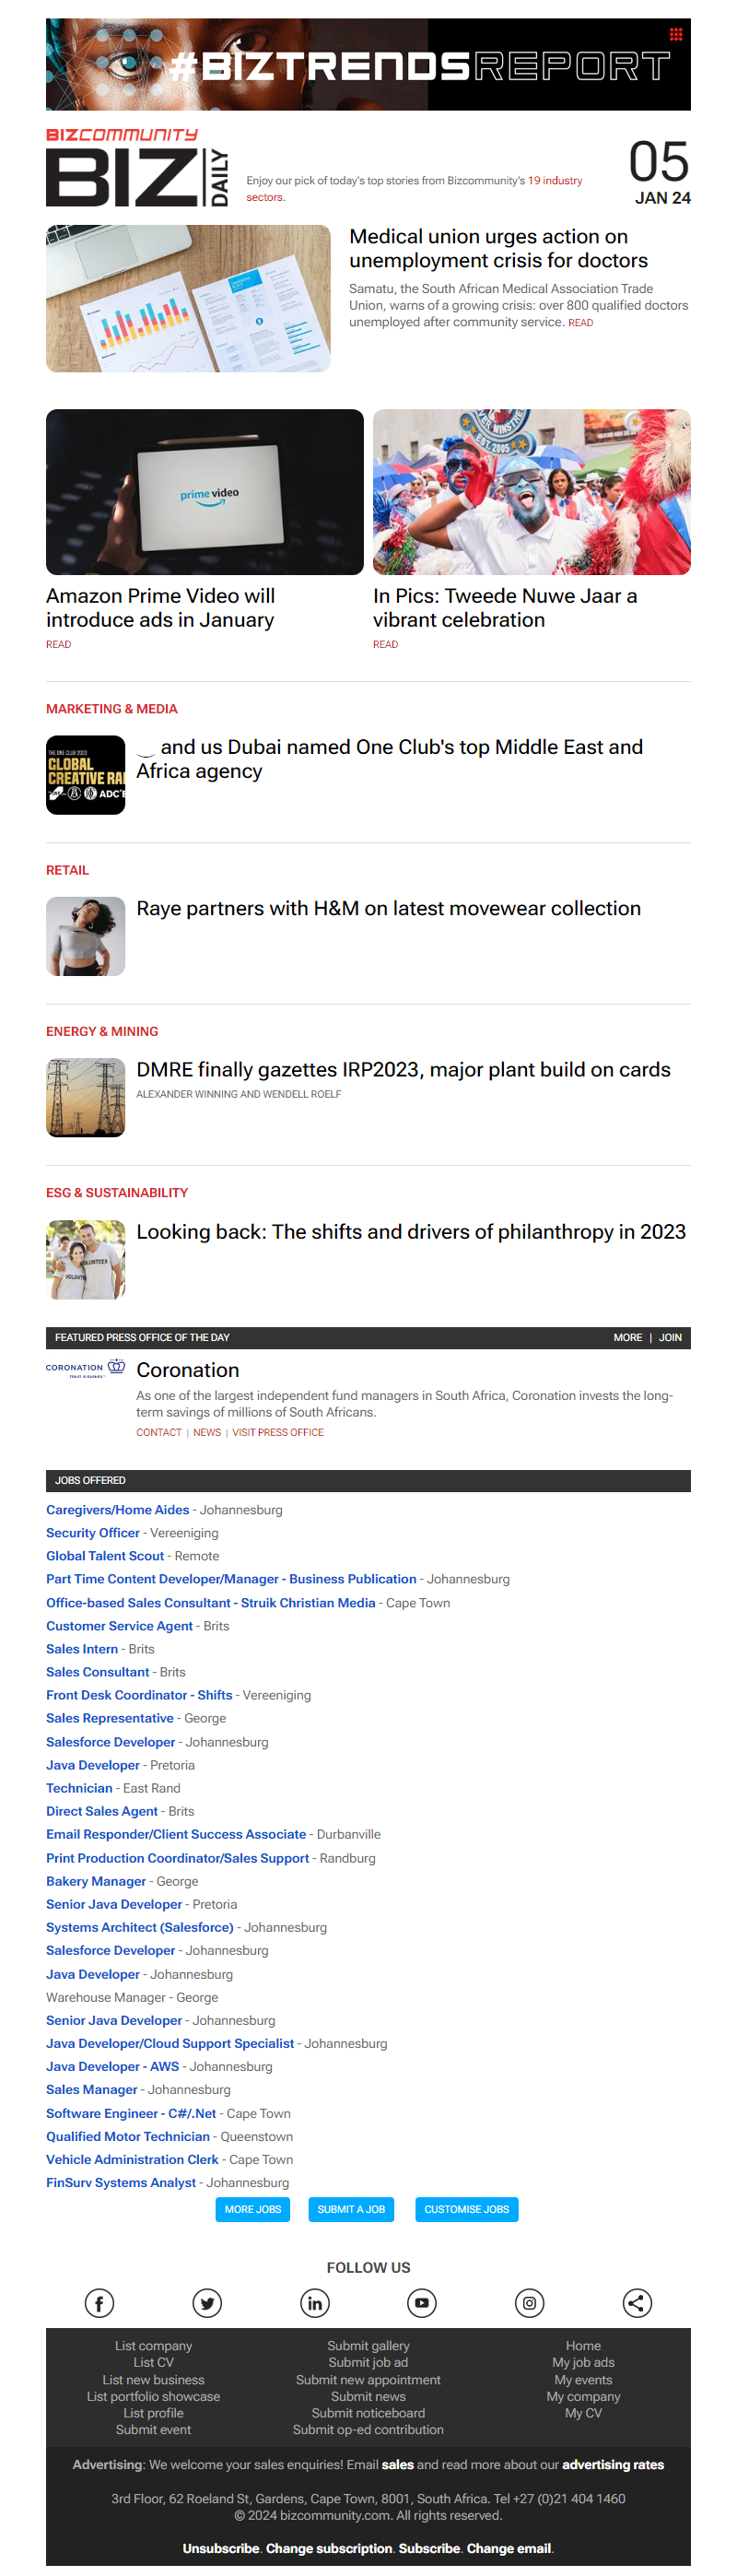 #BIZTRENDSREPORT
BIZCOMMUNITY
BIZ DAILY
Enjoy our pick of today's top stories from Bizcommunity's 19 industry
sectors.
05
JAN 24
Medical union urges action on
unemployment crisis for doctors
Samatu, the South African Medical Association Trade
Union, warns of a growing crisis: over 800 qualified doctors
unemployed after community service. READ
prime video
EST. 2005
Amazon Prime Video will
introduce ads in January
READ
In Pics: Tweede Nuwe Jaar a
vibrant celebration
READ
MARKETING & MEDIA
THE ONE CLUB 2023
GLOBAL
CREATIVE RA
ADC*E
‿ and us Dubai named One Club's top Middle East and
Africa agency
RETAIL
Raye partners with H&M on latest movewear collection
ENERGY & MINING
DMRE finally gazettes IRP2023, major plant build on cards
ALEXANDER WINNING AND WENDELL ROELF
ESG & SUSTAINABILITY
VOLUNTEER
VOLUNT
Looking back: The shifts and drivers of philanthropy in 2023
FEATURED PRESS OFFICE OF THE DAY
MORE | JOIN
CORONATION
TRUST IS EARNED™
Coronation
As one of the largest independent fund managers in South Africa, Coronation invests the long-
term savings of millions of South Africans.
CONTACT | NEWS | VISIT PRESS OFFICE
JOBS OFFERED
Caregivers/Home Aides - Johannesburg
Security Officer - Vereeniging
Global Talent Scout - Remote
Part Time Content Developer/Manager - Business Publication - Johannesburg
Office-based Sales Consultant - Struik Christian Media - Cape Town
Customer Service Agent - Brits
Sales Intern - Brits
Sales Consultant - Brits
Front Desk Coordinator - Shifts - Vereeniging
Sales Representative - George
Salesforce Developer - Johannesburg
Java Developer - Pretoria
Technician - East Rand
Direct Sales Agent - Brits
Email Responder/Client Success Associate - Durbanville
Print Production Coordinator/Sales Support - Randburg
Bakery Manager - George
Senior Java Developer - Pretoria
Systems Architect (Salesforce) - Johannesburg
Salesforce Developer - Johannesburg
Java Developer - Johannesburg
Warehouse Manager - George
Senior Java Developer - Johannesburg
Java Developer/Cloud Support Specialist - Johannesburg
Java Developer - AWS - Johannesburg
Sales Manager - Johannesburg
Software Engineer - C#/.Net - Cape Town
Qualified Motor Technician - Queenstown
Vehicle Administration Clerk - Cape Town
FinSurv Systems Analyst - Johannesburg
MORE JOBS
SUBMIT A JOB
CUSTOMISE JOBS
FOLLOW US
List company
List CV
List new business
List portfolio showcase
List profile
Submit event
Submit gallery
Submit job ad
Submit new appointment
Submit news
Submit noticeboard
Submit op-ed contribution
Home
My job ads
My events
My company
My CV
Advertising: We welcome your sales enquiries! Email sales and read more about our advertising rates
3rd Floor, 62 Roeland St, Gardens, Cape Town, 8001, South Africa. Tel +27 (0)21 404 1460
© 2024 bizcommunity.com. All rights reserved.
Unsubscribe. Change subscription. Subscribe. Change email.